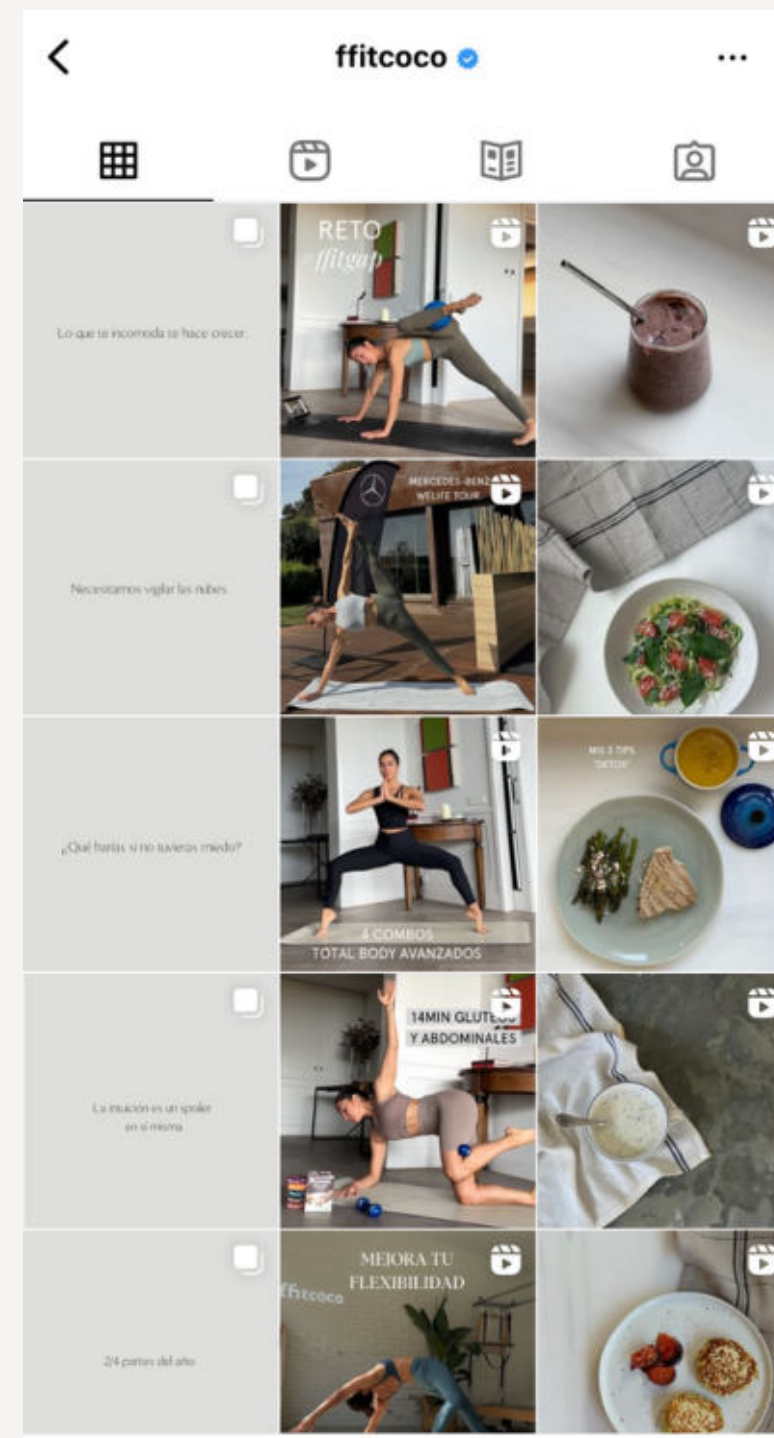 ffitcoco
Lo que te incomoda te hace crecer.
RETO
#ffitgap
Necesitamos vigilar las nubes.
MERCEDES-BENZ
WELIFE TOUR
¿Qué harías si no tuvieras miedo?
4 COMBOS
TOTAL BODY AVANZADOS
MIS 3 TIPS
"DETOX"
La intuición es un spoiler
en sí misma.
14MIN GLUTEOS
Y ABDOMINALES
2/4 partes del año.
MEJORA TU
FLEXIBILIDAD
ffitcoco